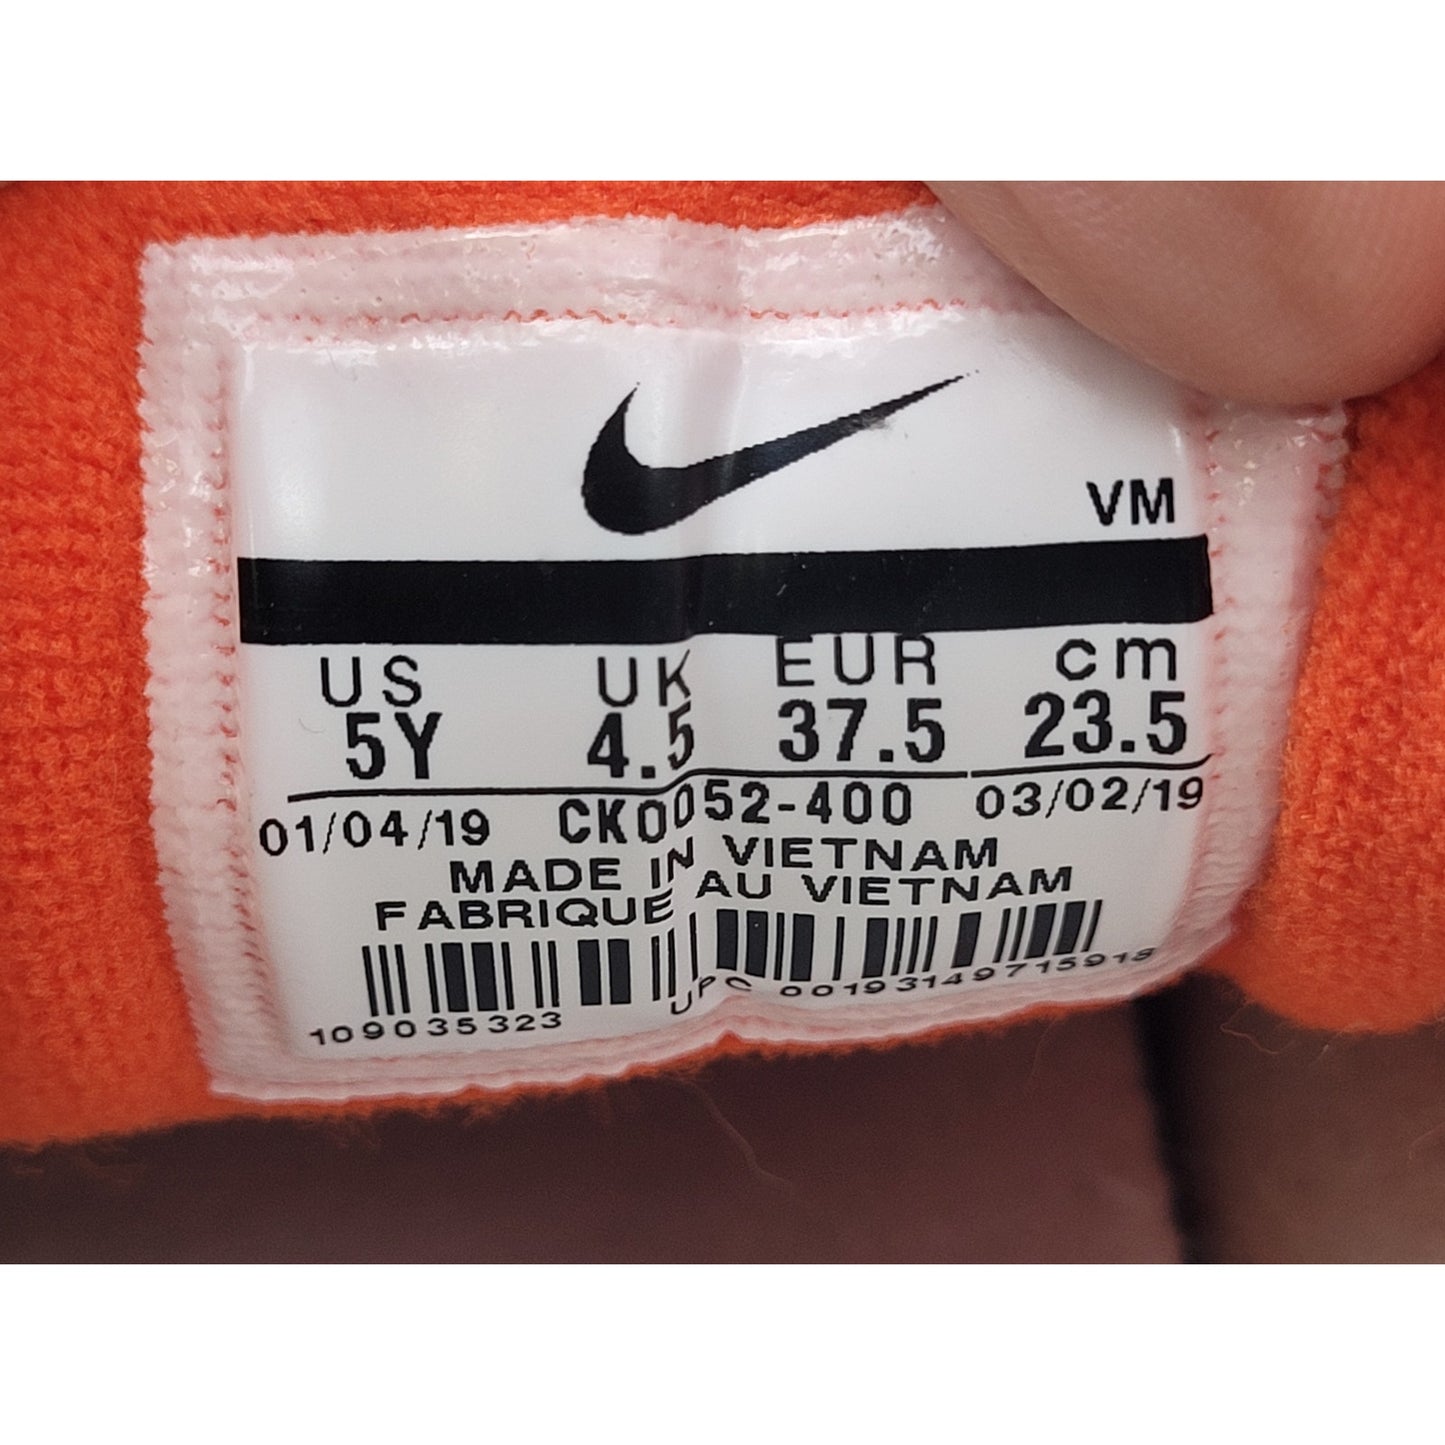 VM
US UK EUR cm
5Y 4.5 37.5 23.5
01/04/19 CK0052-400 03/02/19
MADE IN VIETNAM
FABRIQUE AU VIETNAM
109035323 UPC 00193149715918